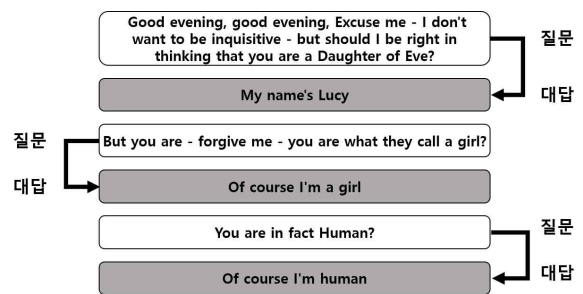 Good evening, good evening, Excuse me - I don't
want to be inquisitive - but should I be right in
thinking that you are a Daughter of Eve?
질문
My name's Lucy
대답
질문
But you are - forgive me - you are what they call a girl?
대답
Of course I'm a girl
You are in fact Human?
질문
Of course I'm human
대답